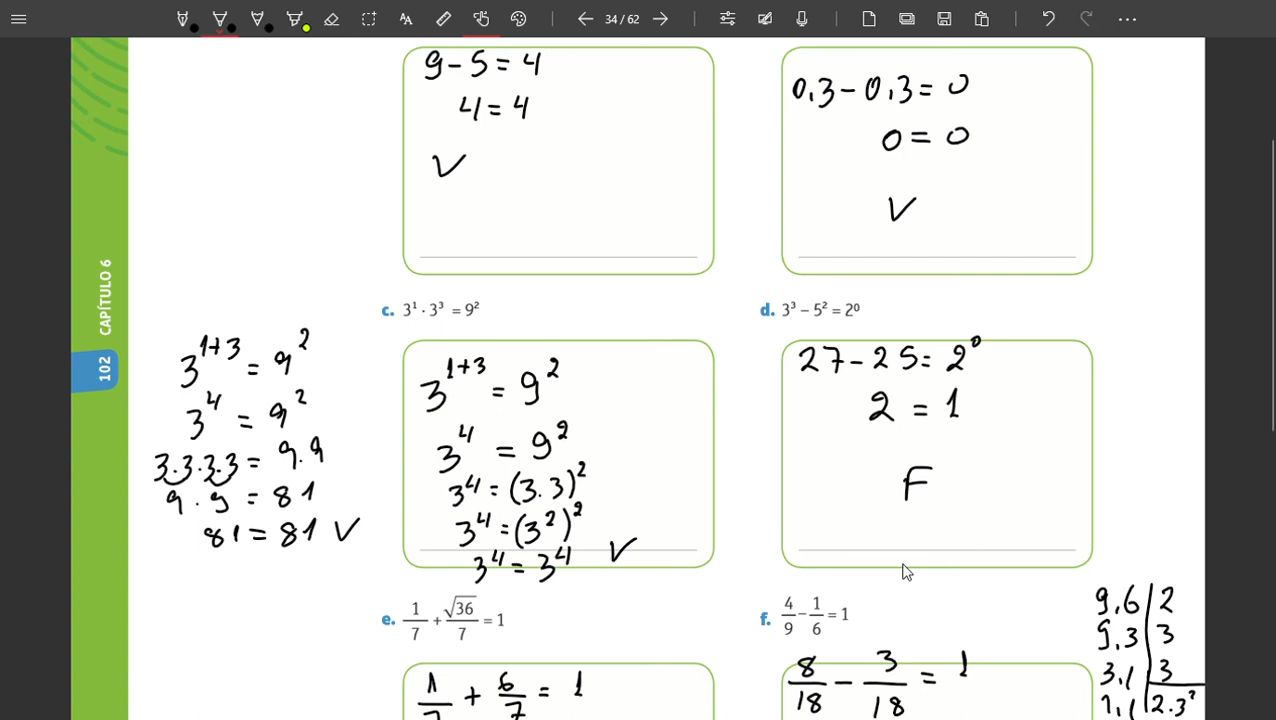 34 / 62
9 - 5 = 4
4 = 4
V
0,3 - 0,3 = 0
0 = 0
V
102 CAPÍTULO 6
c. 3¹ · 3³ = 9²
d. 3³ − 5² = 2⁰
3¹⁺³ = 9²
3⁴ = 9²
3.3.3.3 = 9.9
9 . 9 = 81
81 = 81 V
3¹⁺³ = 9²
3⁴ = 9²
3⁴ = (3.3)²
3⁴ = (3²)²
3⁴ = 3⁴ V
27 - 25 = 2⁰
2 = 1
F
e. 1/7 + √36/7 = 1
f. 4/9 − 1/6 = 1
1/7 + 6/7 = 1
8/18 - 3/18 = 1
9,6 | 2
9,3 | 3
3,1 | 3
1,1 | 2.3²